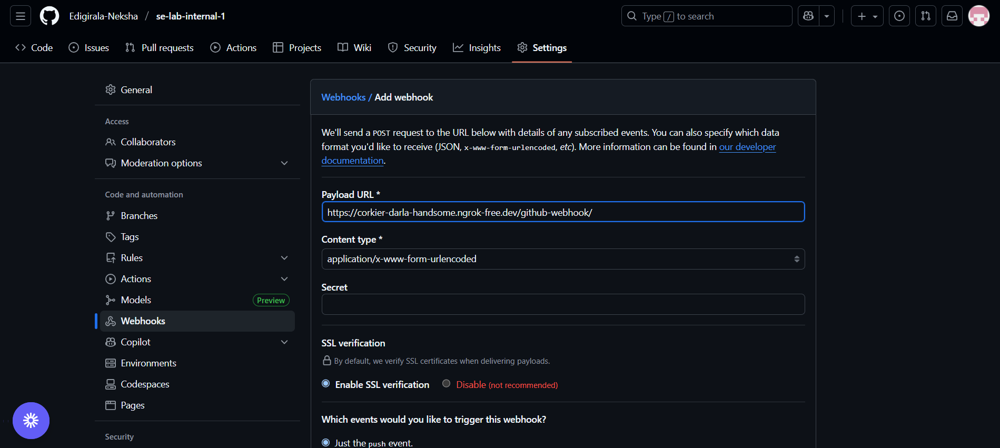 Edigirala-Neksha / se-lab-internal-1
Type / to search
Code Issues Pull requests Actions Projects Wiki Security Insights Settings
General
Access
Collaborators
Moderation options
Code and automation
Branches
Tags
Rules
Actions
Models Preview
Webhooks
Copilot
Environments
Codespaces
Pages
Security
Webhooks / Add webhook
We'll send a POST request to the URL below with details of any subscribed events. You can also specify which data
format you'd like to receive (JSON, x-www-form-urlencoded, etc). More information can be found in our developer
documentation.
Payload URL *
https://corkier-darla-handsome.ngrok-free.dev/github-webhook/
Content type *
application/x-www-form-urlencoded
Secret
SSL verification
By default, we verify SSL certificates when delivering payloads.
Enable SSL verification Disable (not recommended)
Which events would you like to trigger this webhook?
Just the push event.